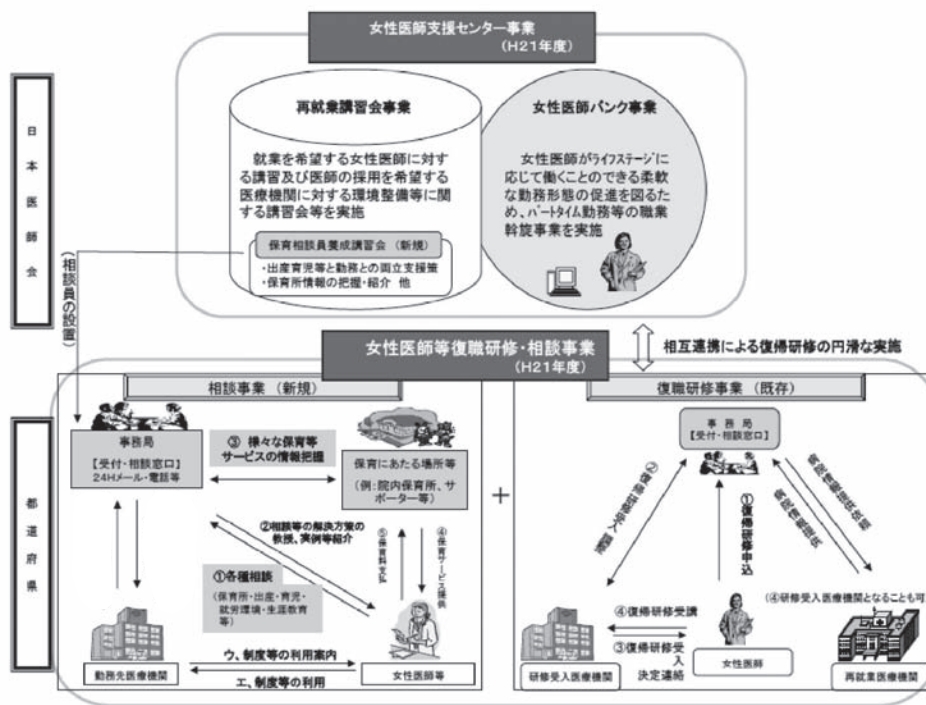 女性医師支援センター事業
(H21年度)
日本医師会
再就業講習会事業
就業を希望する女性医師に対す
る講習及び医師の採用を希望する
医療機関に対する環境整備等に関
する講習会等を実施
保育相談員養成講習会 (新規)
・出産育児等と勤務との両立支援策
・保育所情報の把握・紹介 他
女性医師バンク事業
女性医師がライフステージに
応じて働くことのできる柔軟
な勤務形態の促進を図るた
め、パートタイム勤務等の職業
斡旋事業を実施
(相談員の設置)
女性医師等復職研修・相談事業
(H21年度)
相互連携による復帰研修の円滑な実施
都道府県
相談事業 (新規)
事務局
【受付・相談窓口】
24Hメール・電話等
③ 様々な保育等
サービスの情報把握
保育にあたる場所等
(例:院内保育所、サ
ポーター等)
②相談等の解決方策の
教授、実例等紹介
⑤保育料支払
④保育サービス提供
①各種相談
(保育所・出産・育児・
就労環境・生涯教育
等)
勤務先医療機関
ウ、制度等の利用案内
エ、制度等の利用
女性医師等
+
復職研修事業 (既存)
事 務 局
【受付・相談窓口】
②復帰研修受入
①復帰研修申込
病院情報提供依頼
病院情報提供
(④研修受入医療機関となることも可)
④復帰研修受講
③復帰研修受入
決定連絡
研修受入医療機関
女性医師
再就業医療機関